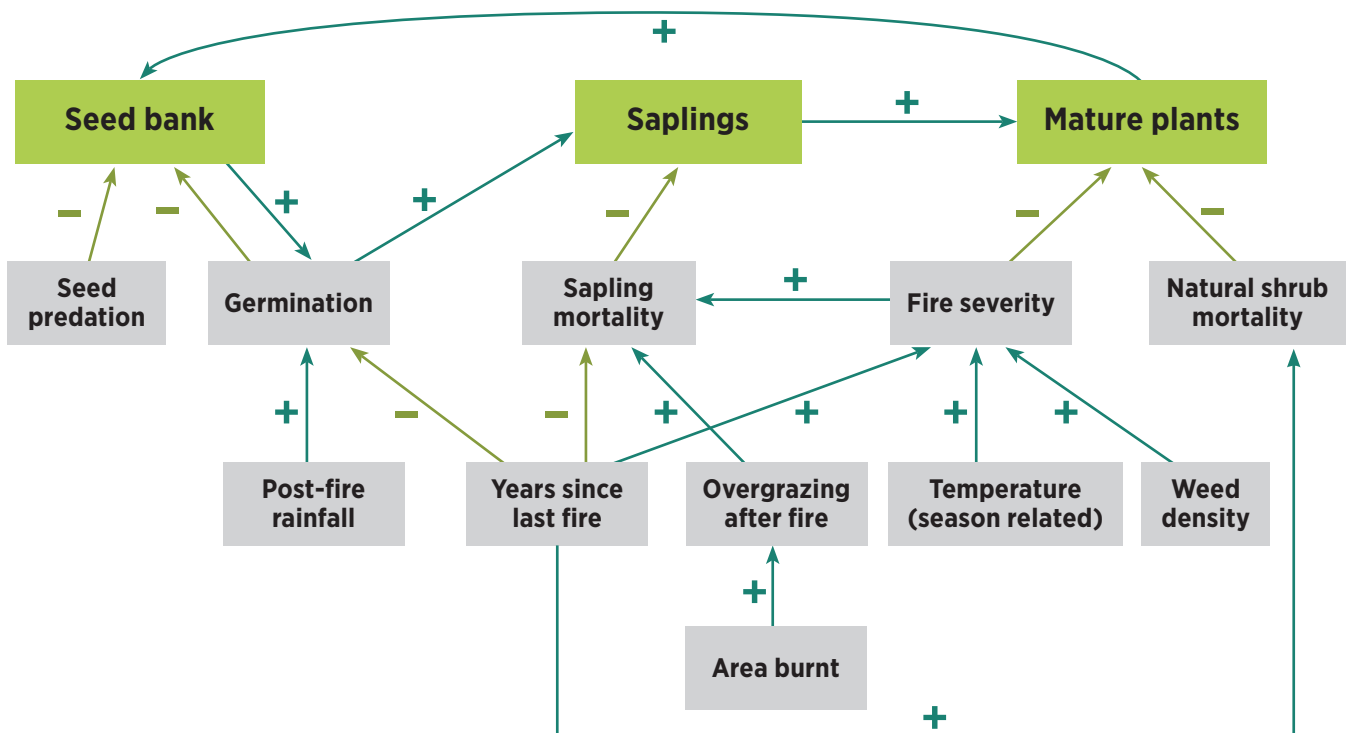 +
Seed bank
Saplings
+
Mature plants
−
−
+
+
−
−
−
Seed
predation
Germination
Sapling
mortality
+
Fire severity
Natural shrub
mortality
+
−
−
+
+
+
+
Post-fire
rainfall
Years since
last fire
Overgrazing
after fire
Temperature
(season related)
Weed
density
+
Area burnt
+